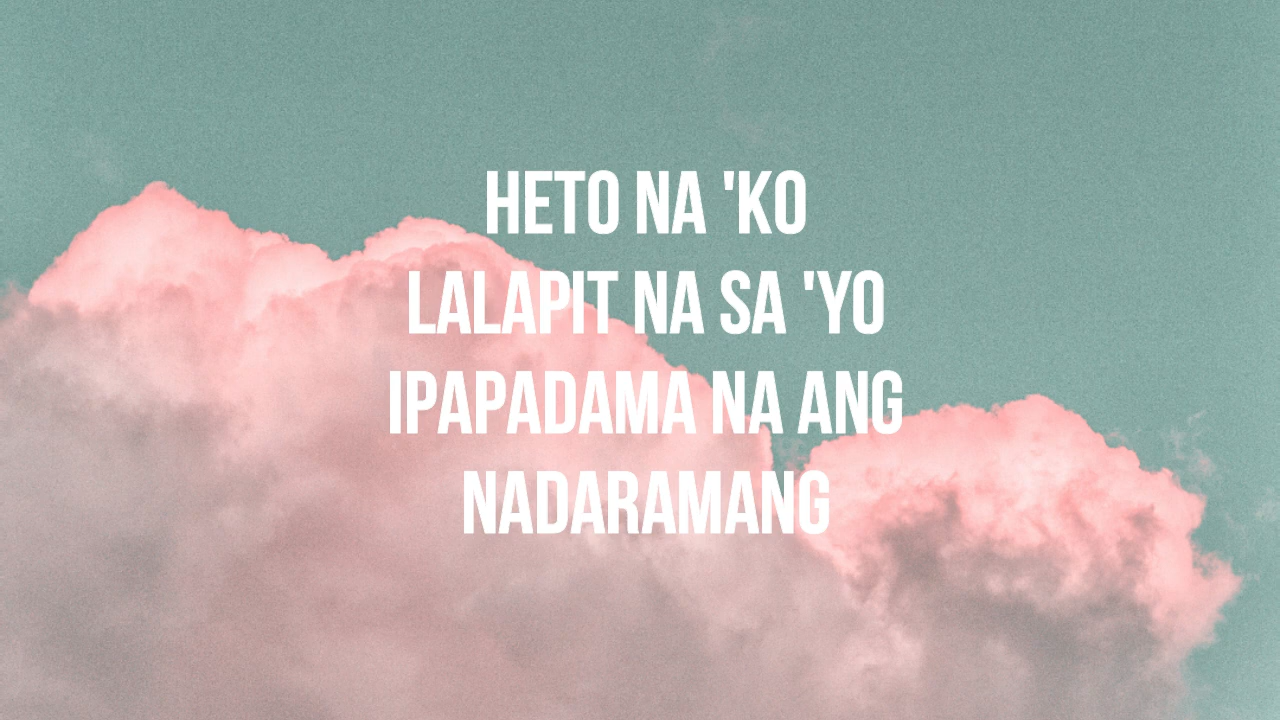 HETO NA 'KO
LALAPIT NA SA 'YO
IPAPADAMA NA ANG
NADARAMANG